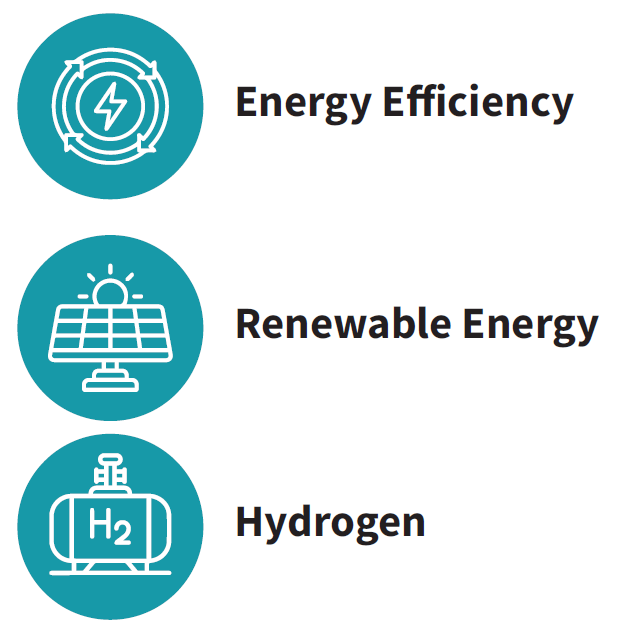 Energy Efficiency
Renewable Energy
H2
Hydrogen